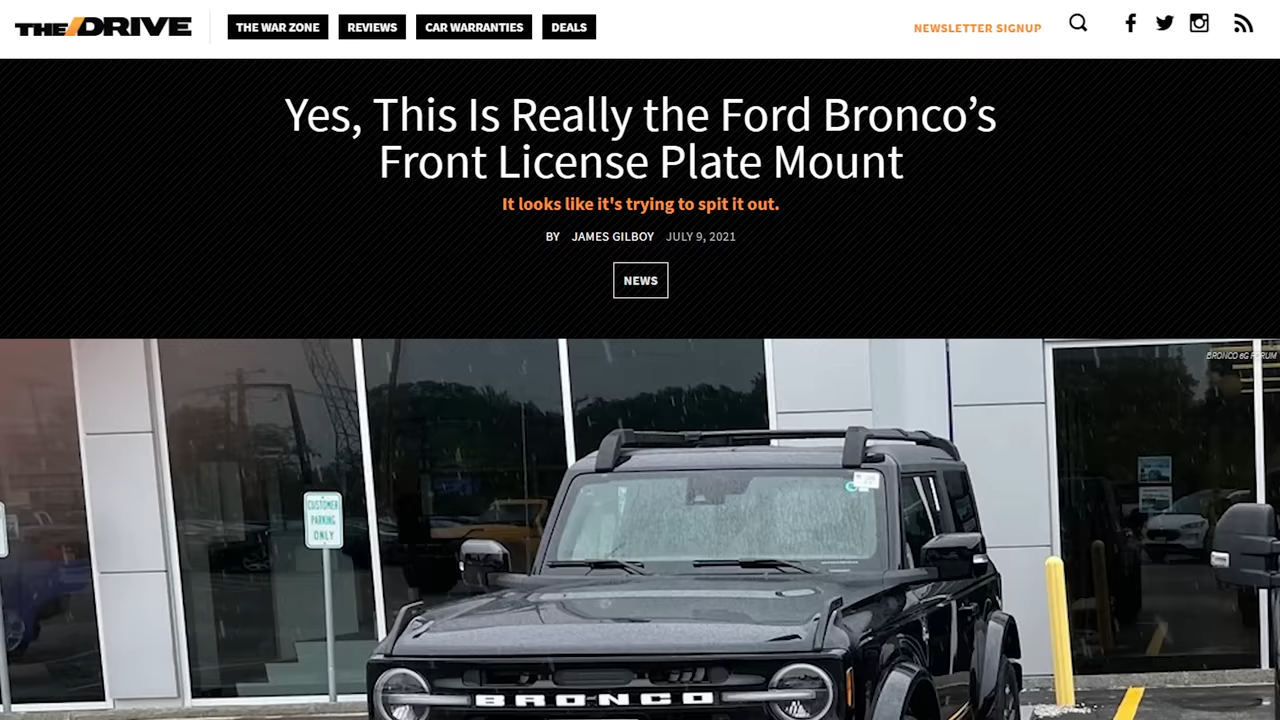 THE/DRIVE
THE WAR ZONE
REVIEWS
CAR WARRANTIES
DEALS
NEWSLETTER SIGNUP
Yes, This Is Really the Ford Bronco’s
Front License Plate Mount
It looks like it's trying to spit it out.
BY JAMES GILBOY JULY 9, 2021
NEWS
BRONCO 6G FORUM
CUSTOMER
PARKING
ONLY
BRONCO